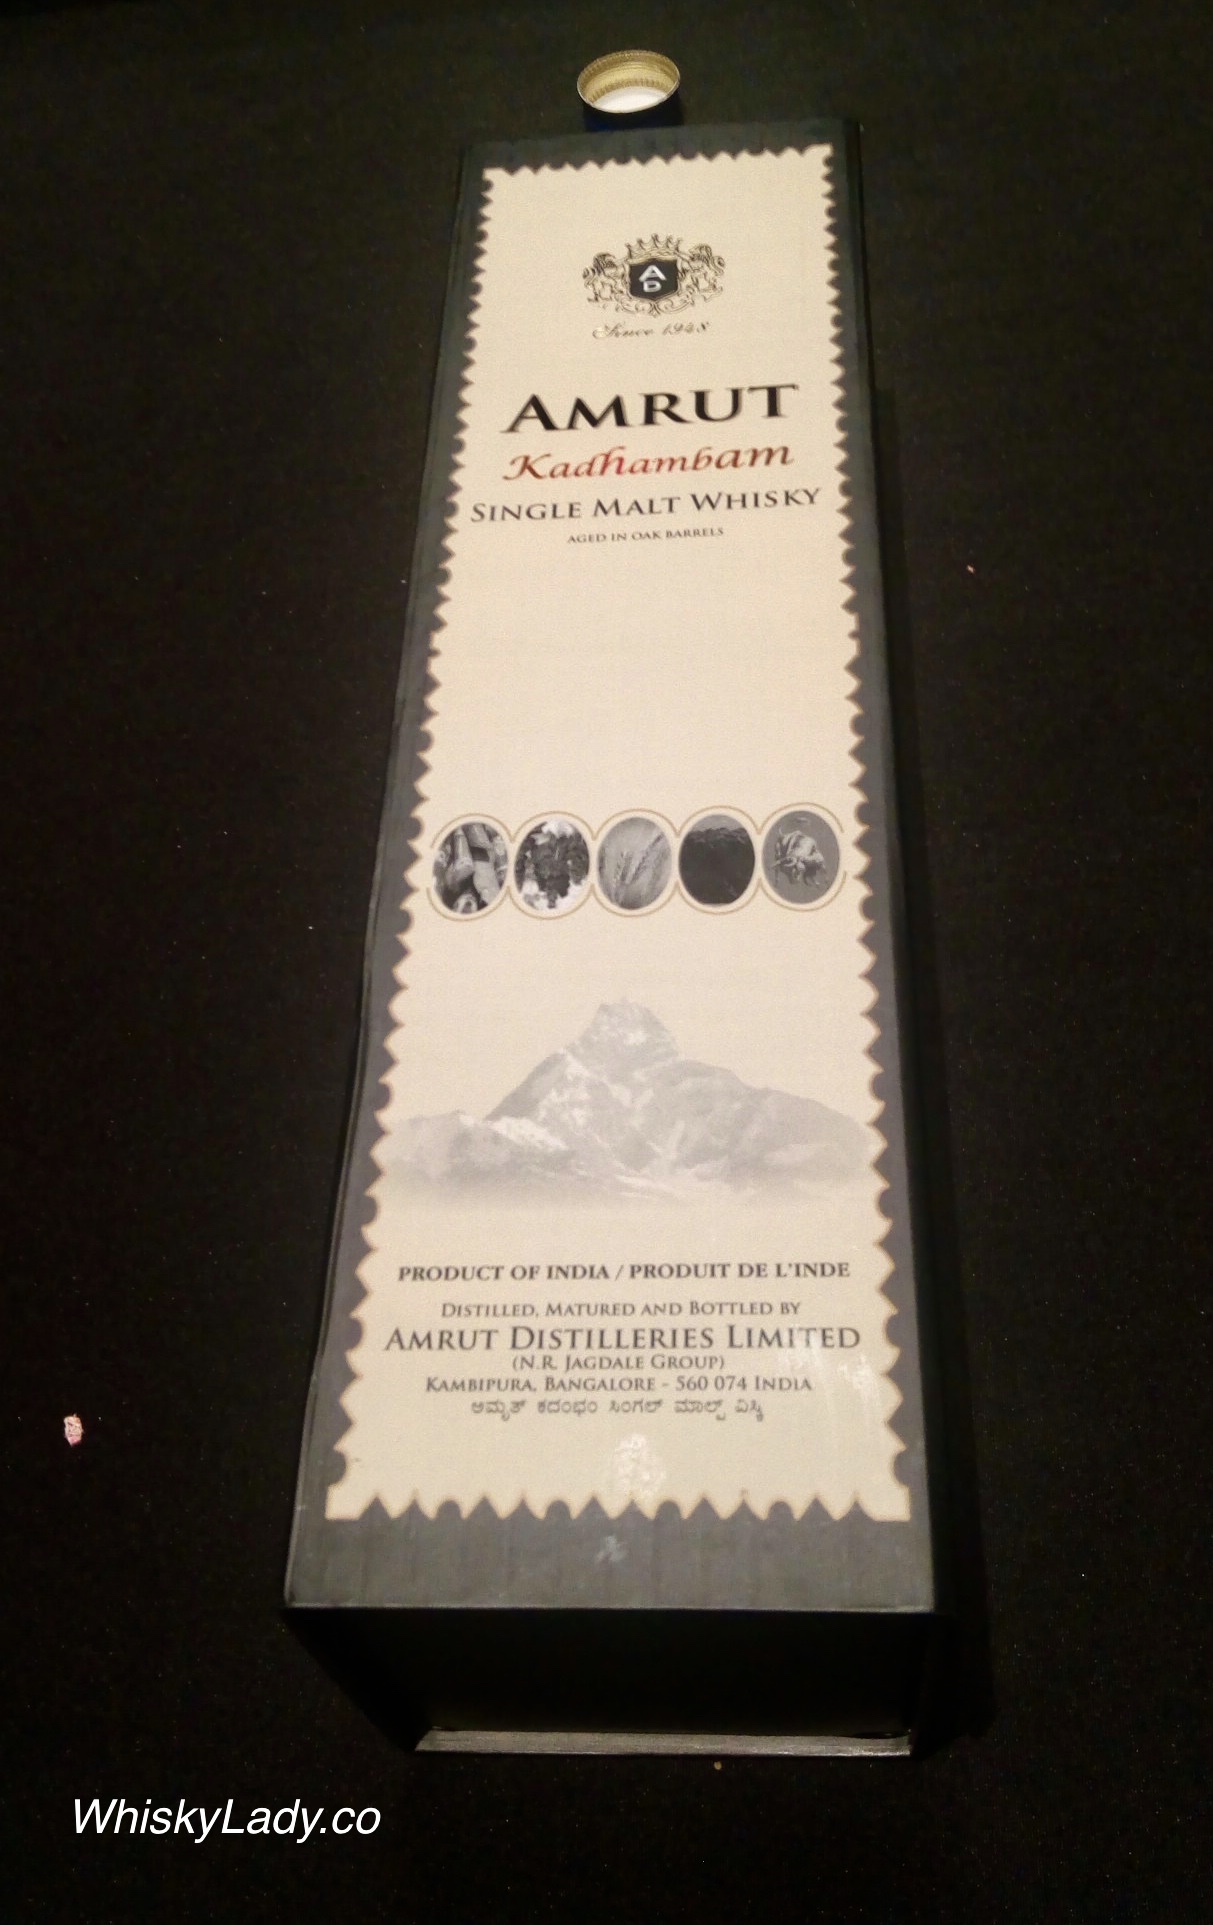 A
D
Since 1948
AMRUT
Kadhambam
SINGLE MALT WHISKY
AGED IN OAK BARRELS
PRODUCT OF INDIA / PRODUIT DE L'INDE
DISTILLED, MATURED AND BOTTLED BY
AMRUT DISTILLERIES LIMITED
(N.R. JAGDALE GROUP)
KAMBIPURA, BANGALORE - 560 074 INDIA
ಅಮೃತ್ ಕದಂಭಂ ಸಿಂಗಲ್ ಮಾಲ್ಟ್ ವಿಸ್ಕಿ
WhiskyLady.co